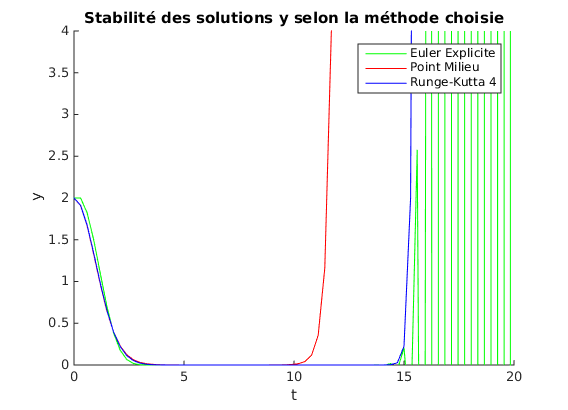 Stabilité des solutions y selon la méthode choisie
4
3.5
3
2.5
2
1.5
1
0.5
0
y
Euler Explicite
Point Milieu
Runge-Kutta 4
0
5
10
15
20
t